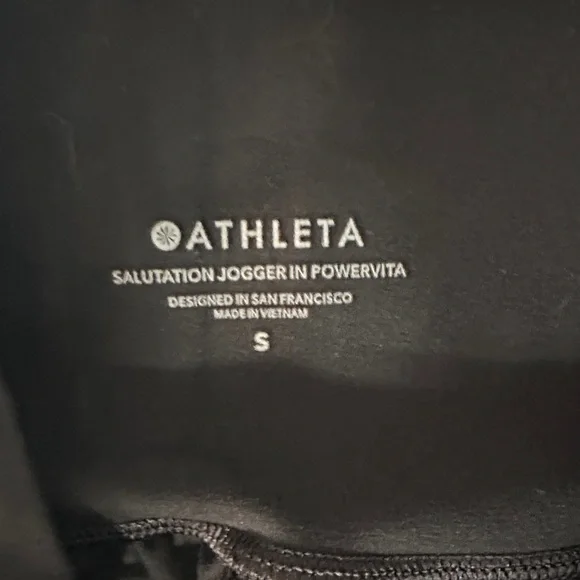 ATHLETA
SALUTATION JOGGER IN POWERVITA
DESIGNED IN SAN FRANCISCO
MADE IN VIETNAM
S